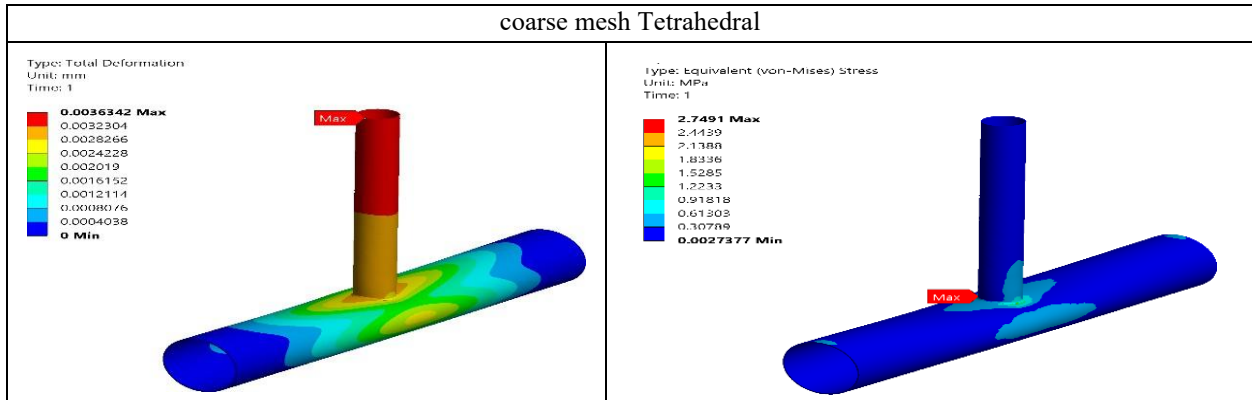 coarse mesh Tetrahedral
Type: Total Deformation
Unit: mm
Time: 1
0.0036342 Max
0.0032304
0.0028266
0.0024228
0.002019
0.0016152
0.0012114
0.0008076
0.0004038
0 Min
Max
Type: Equivalent (von-Mises) Stress
Unit: MPa
Time: 1
2.7491 Max
2.4439
2.1388
1.8336
1.5285
1.2233
0.91818
0.61303
0.30789
0.0027377 Min
Max